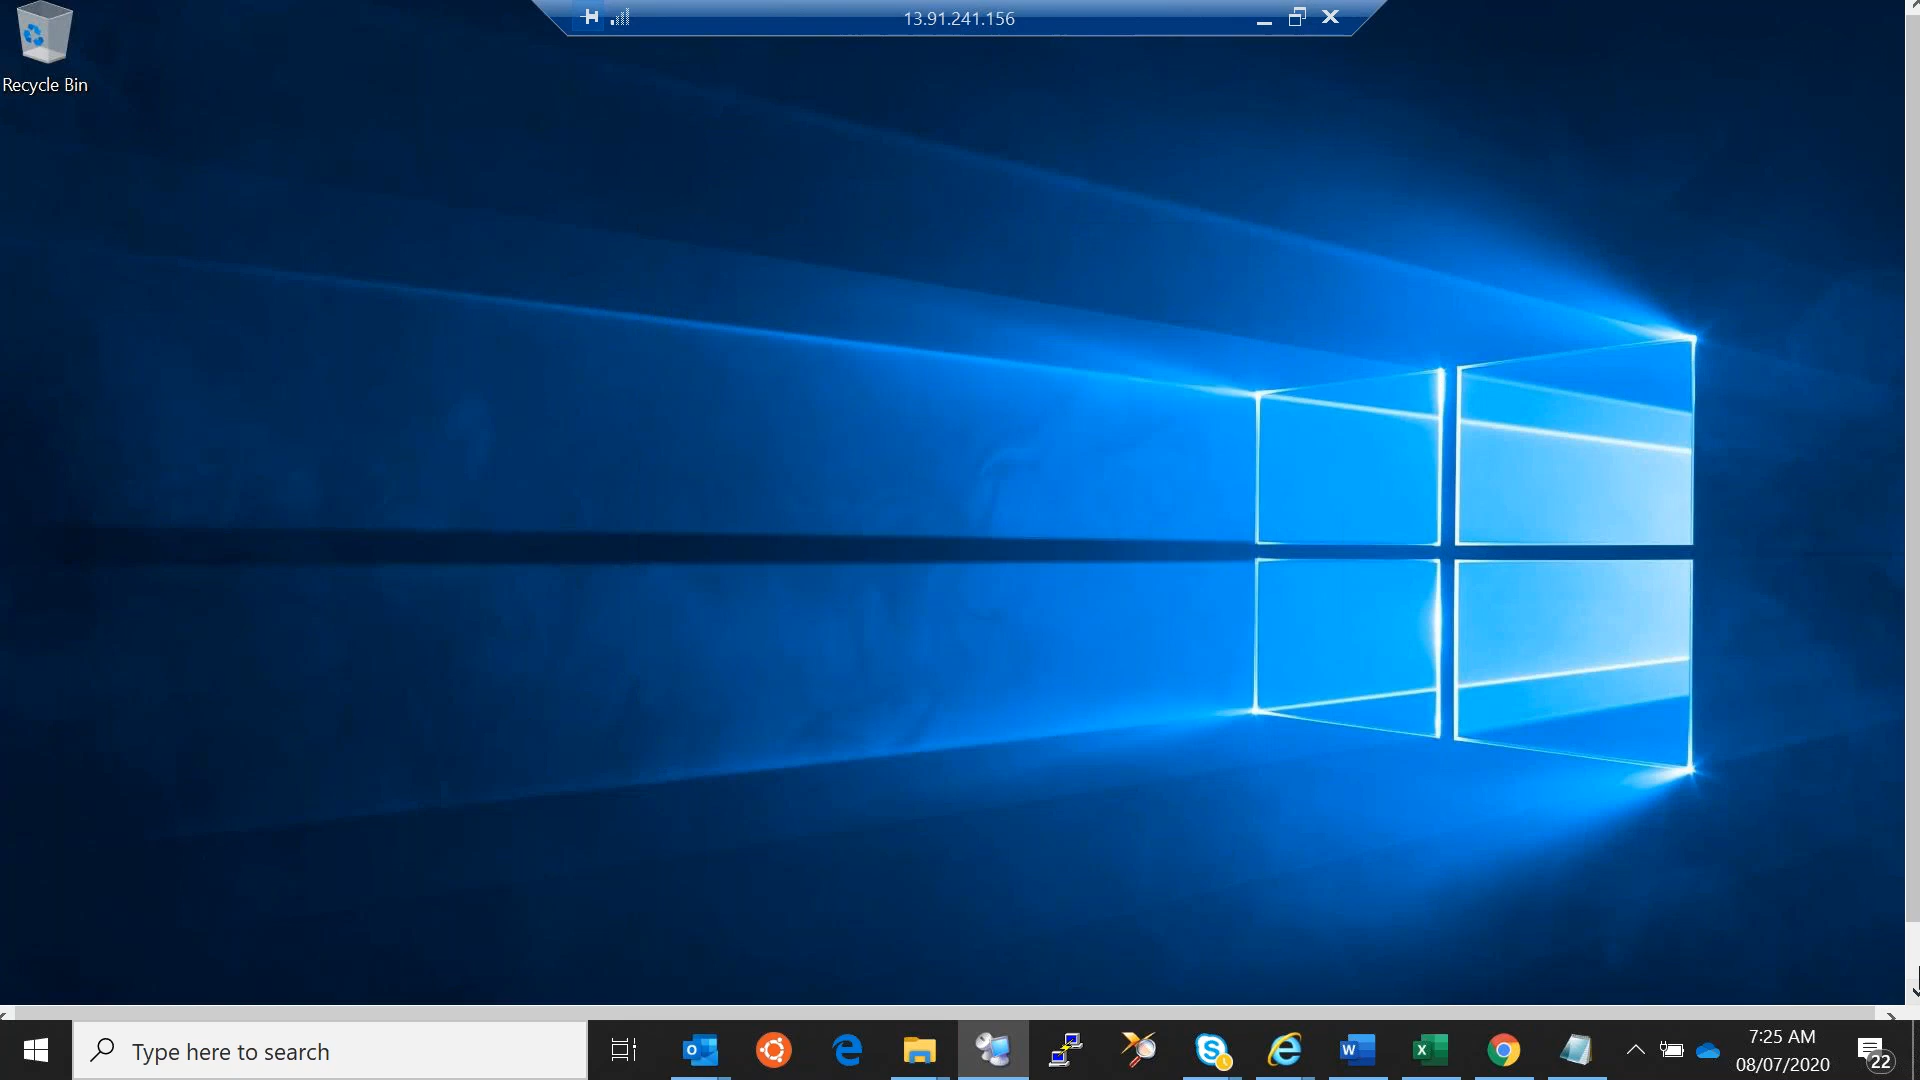 13.91.241.156
Recycle Bin
Type here to search
7:25 AM
08/07/2020
22